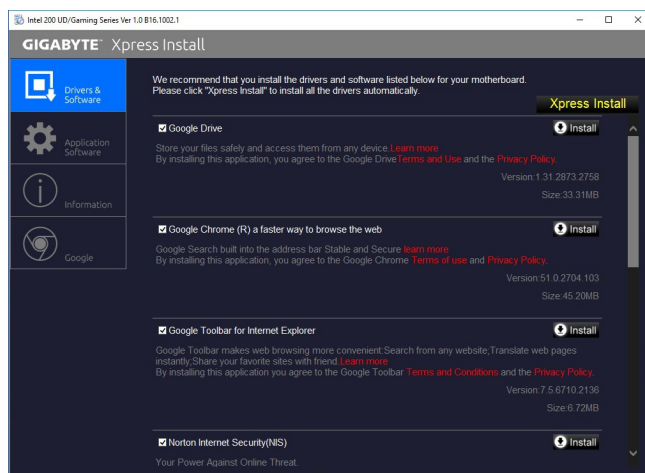 Intel 200 UD/Gaming Series Ver 1.0 B16.1002.1
GIGABYTE™ Xpress Install
Drivers & Software
Application Software
Information
Google
We recommend that you install the drivers and software listed below for your motherboard.
Please click "Xpress Install" to install all the drivers automatically.
Xpress Install
Google Drive
Install
Store your files safely and access them from any device.Learn more
By installing this application, you agree to the Google DriveTerms and Use and the Privacy Policy.
Version:1.31.2873.2758
Size:33.31MB
Google Chrome (R) a faster way to browse the web
Install
Google Search built into the address bar Stable and Secure learn more
By installing this application, you agree to the Google Chrome Terms of use and Privacy Policy.
Version:51.0.2704.103
Size:45.20MB
Google Toolbar for Internet Explorer
Install
Google Toolbar makes web browsing more convenient:Search from any website;Translate web pages
instantly;Share your favorite sites with friend.Learn more
By installing this application you agree to the Google Toolbar Terms and Conditions and the Privacy Policy.
Version:7.5.6710.2136
Size:6.72MB
Norton Internet Security(NIS)
Install
Your Power Against Online Threat.